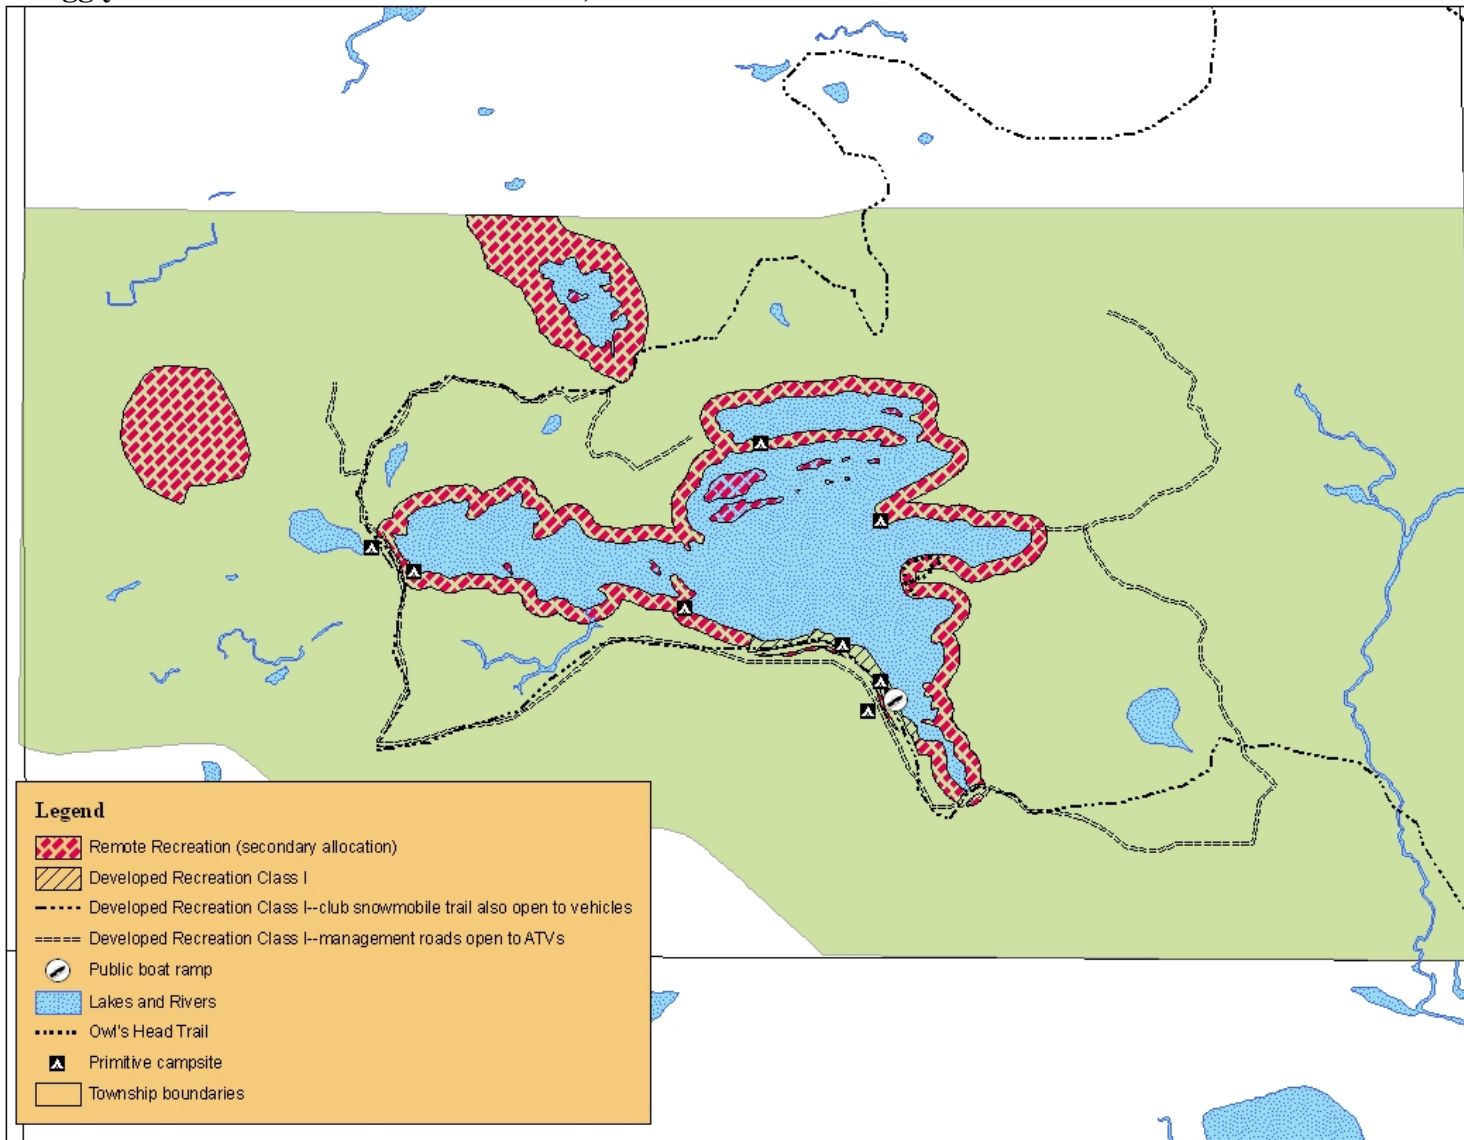 Legend
Remote Recreation (secondary allocation)
Developed Recreation Class I
Developed Recreation Class I--club snowmobile trail also open to vehicles
Developed Recreation Class I--management roads open to ATVs
Public boat ramp
Lakes and Rivers
Owl's Head Trail
Primitive campsite
Township boundaries